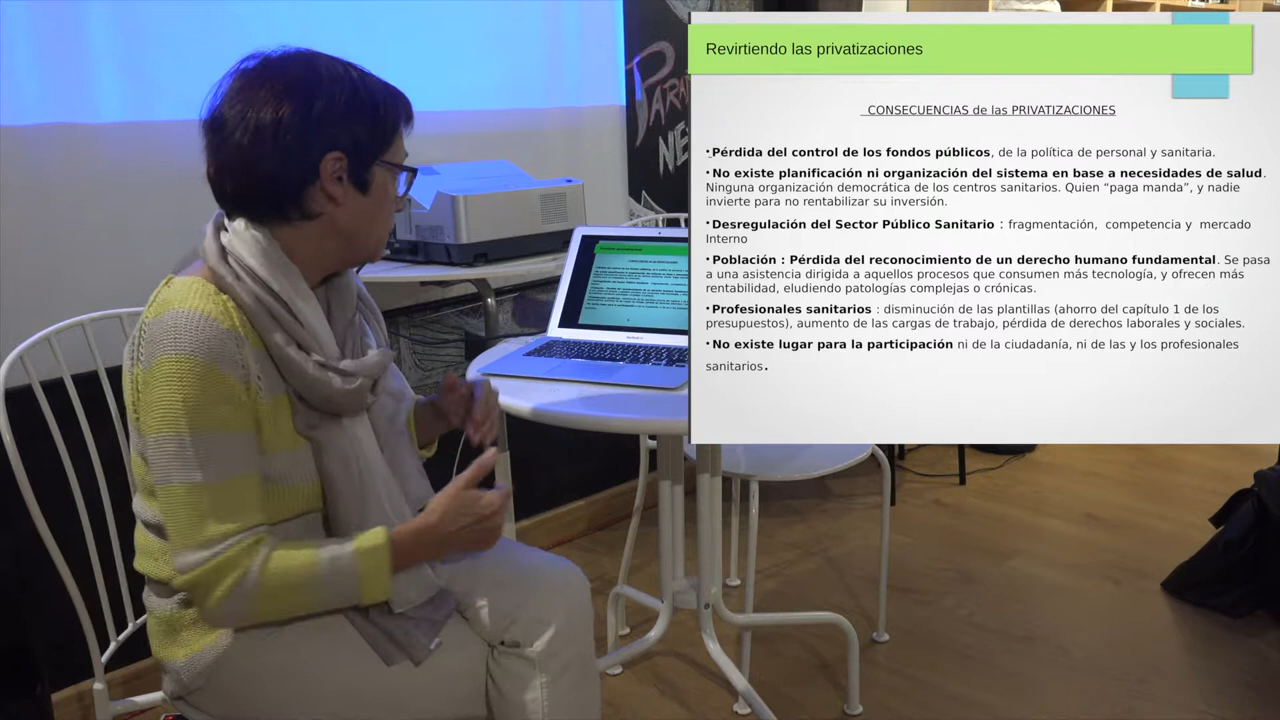 Revirtiendo las privatizaciones
CONSECUENCIAS de las PRIVATIZACIONES
•Pérdida del control de los fondos públicos, de la política de personal y sanitaria.
•No existe planificación ni organización del sistema en base a necesidades de salud.
Ninguna organización democrática de los centros sanitarios. Quien “paga manda”, y nadie
invierte para no rentabilizar su inversión.
•Desregulación del Sector Público Sanitario : fragmentación, competencia y mercado
Interno
•Población : Pérdida del reconocimiento de un derecho humano fundamental. Se pasa
a una asistencia dirigida a aquellos procesos que consumen más tecnología, y ofrecen más
rentabilidad, eludiendo patologías complejas o crónicas.
•Profesionales sanitarios : disminución de las plantillas (ahorro del capítulo 1 de los
presupuestos), aumento de las cargas de trabajo, pérdida de derechos laborales y sociales.
•No existe lugar para la participación ni de la ciudadanía, ni de las y los profesionales
sanitarios.